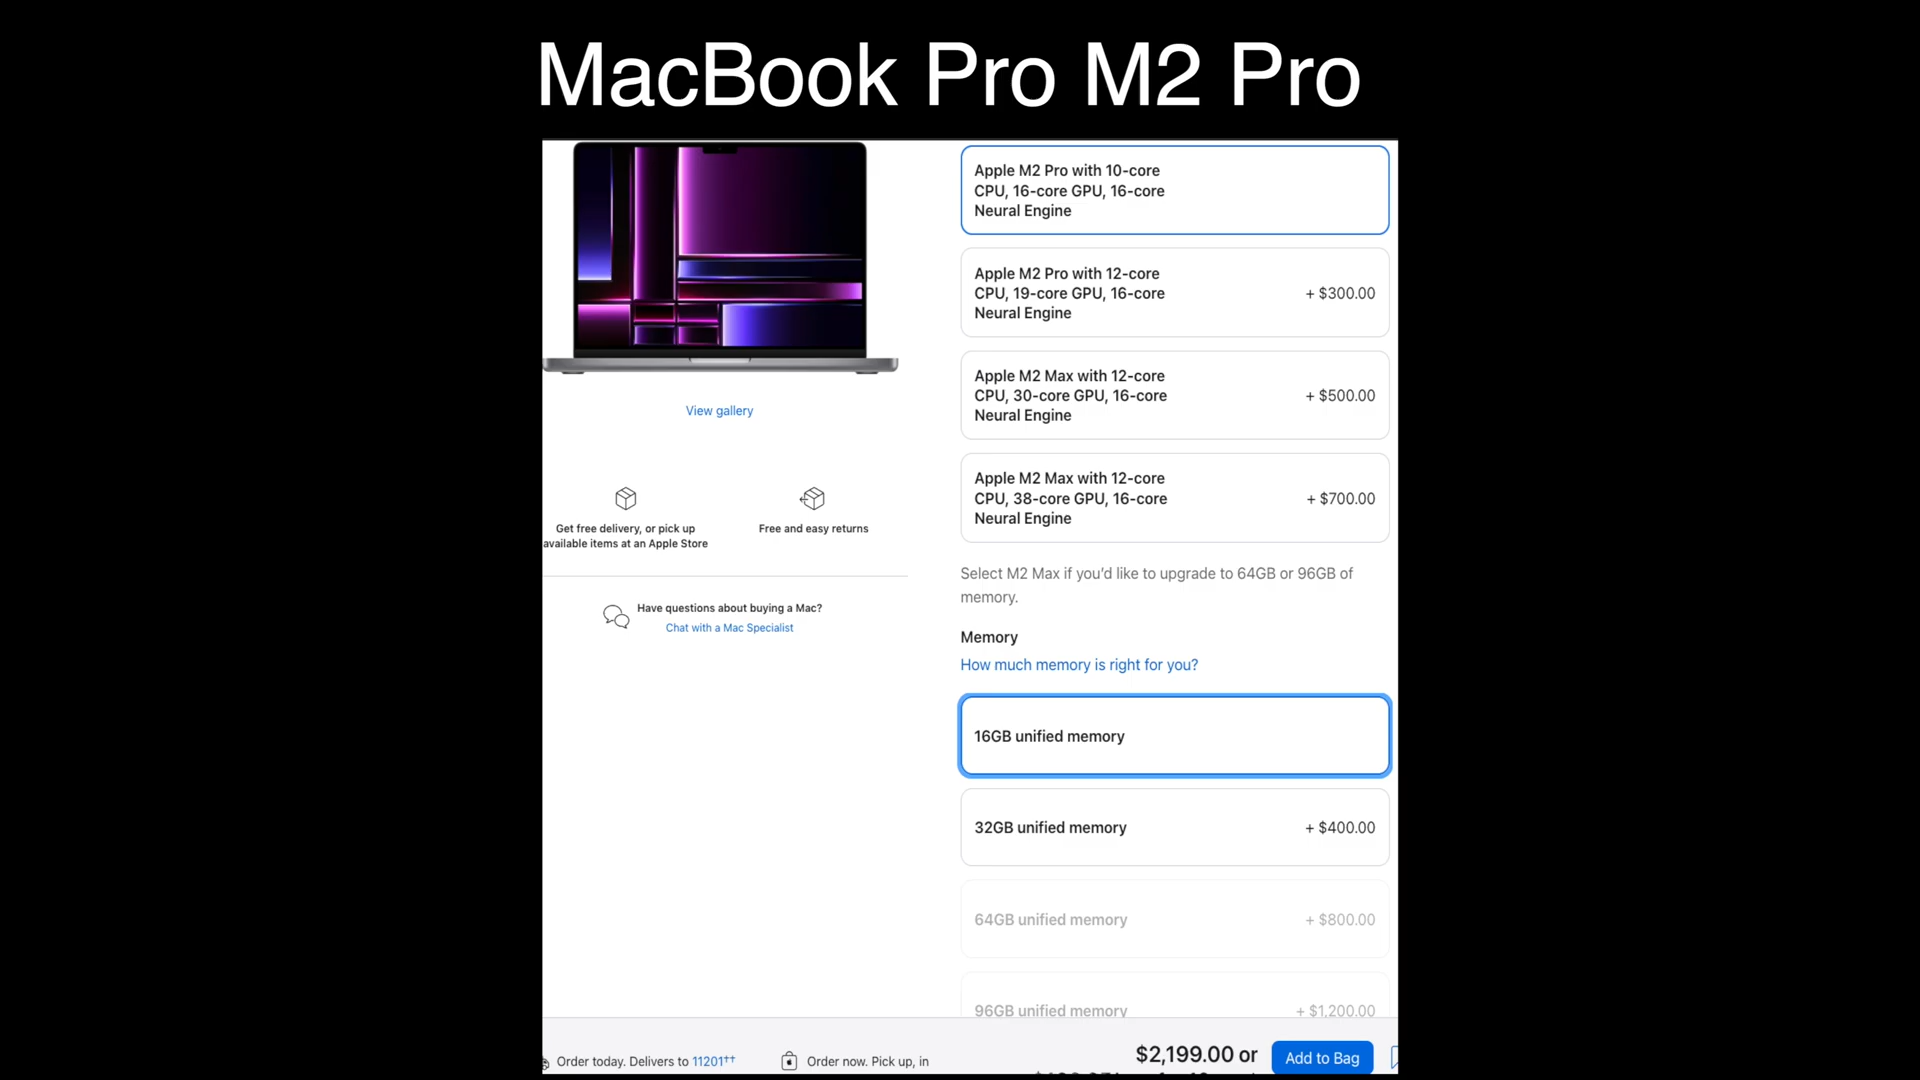 MacBook Pro M2 Pro
Apple M2 Pro with 10-core
CPU, 16-core GPU, 16-core
Neural Engine
Apple M2 Pro with 12-core
CPU, 19-core GPU, 16-core
Neural Engine
+ $300.00
Apple M2 Max with 12-core
CPU, 30-core GPU, 16-core
Neural Engine
+ $500.00
Apple M2 Max with 12-core
CPU, 38-core GPU, 16-core
Neural Engine
+ $700.00
View gallery
Get free delivery, or pick up
available items at an Apple Store
Free and easy returns
Have questions about buying a Mac?
Chat with a Mac Specialist
Select M2 Max if you’d like to upgrade to 64GB or 96GB of
memory.
Memory
How much memory is right for you?
16GB unified memory
32GB unified memory + $400.00
64GB unified memory + $800.00
96GB unified memory + $1,200.00
Order today. Delivers to 11201††
Order now. Pick up, in
$2,199.00 or
Add to Bag